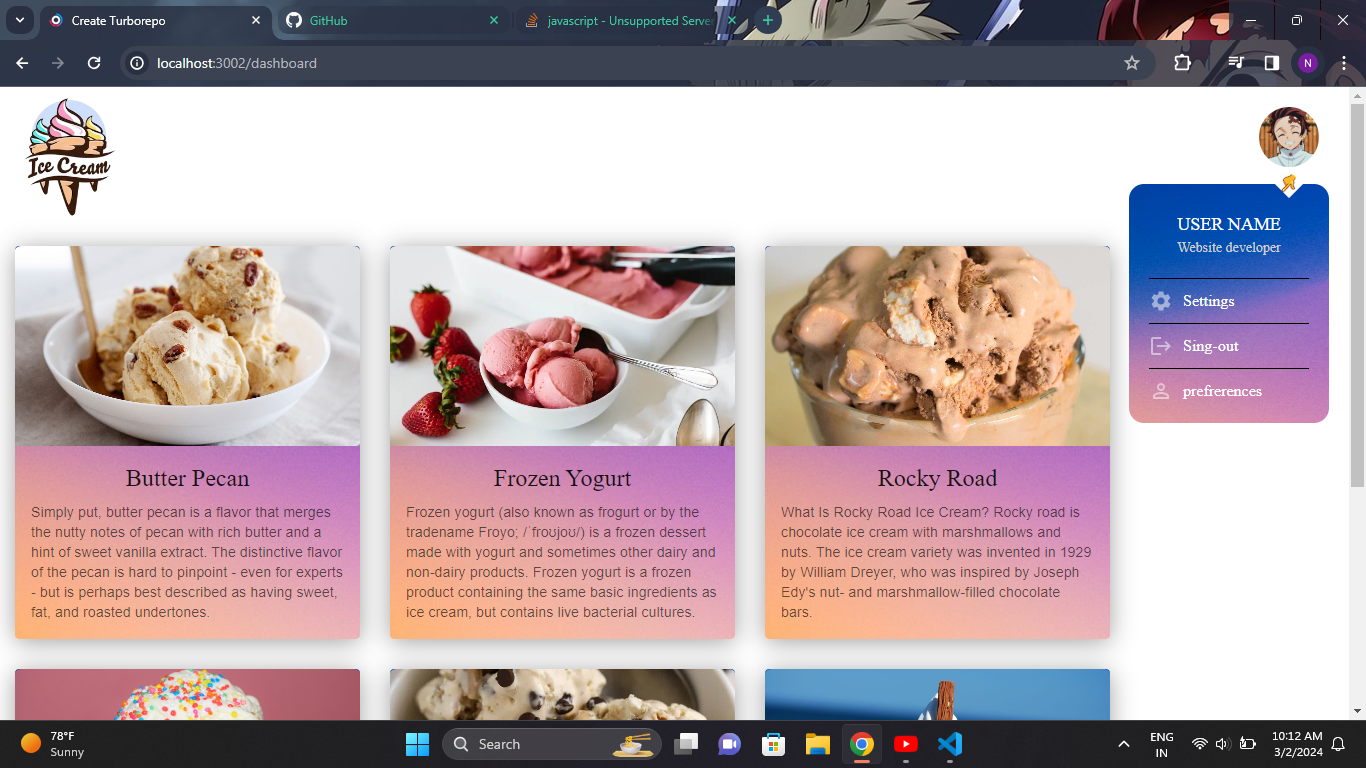 Create Turborepo
GitHub
javascript - Unsupported Server
localhost:3002/dashboard
N
Ice Cream
USER NAME
Website developer
Settings
Sing-out
prefreences
Butter Pecan
Simply put, butter pecan is a flavor that merges
the nutty notes of pecan with rich butter and a
hint of sweet vanilla extract. The distinctive flavor
of the pecan is hard to pinpoint - even for experts
- but is perhaps best described as having sweet,
fat, and roasted undertones.
Frozen Yogurt
Frozen yogurt (also known as frogurt or by the
tradename Froyo; /ˈfroʊjoʊ/) is a frozen dessert
made with yogurt and sometimes other dairy and
non-dairy products. Frozen yogurt is a frozen
product containing the same basic ingredients as
ice cream, but contains live bacterial cultures.
Rocky Road
What Is Rocky Road Ice Cream? Rocky road is
chocolate ice cream with marshmallows and
nuts. The ice cream variety was invented in 1929
by William Dreyer, who was inspired by Joseph
Edy's nut- and marshmallow-filled chocolate
bars.
78°F
Sunny
Search
ENG
IN
10:12 AM
3/2/2024